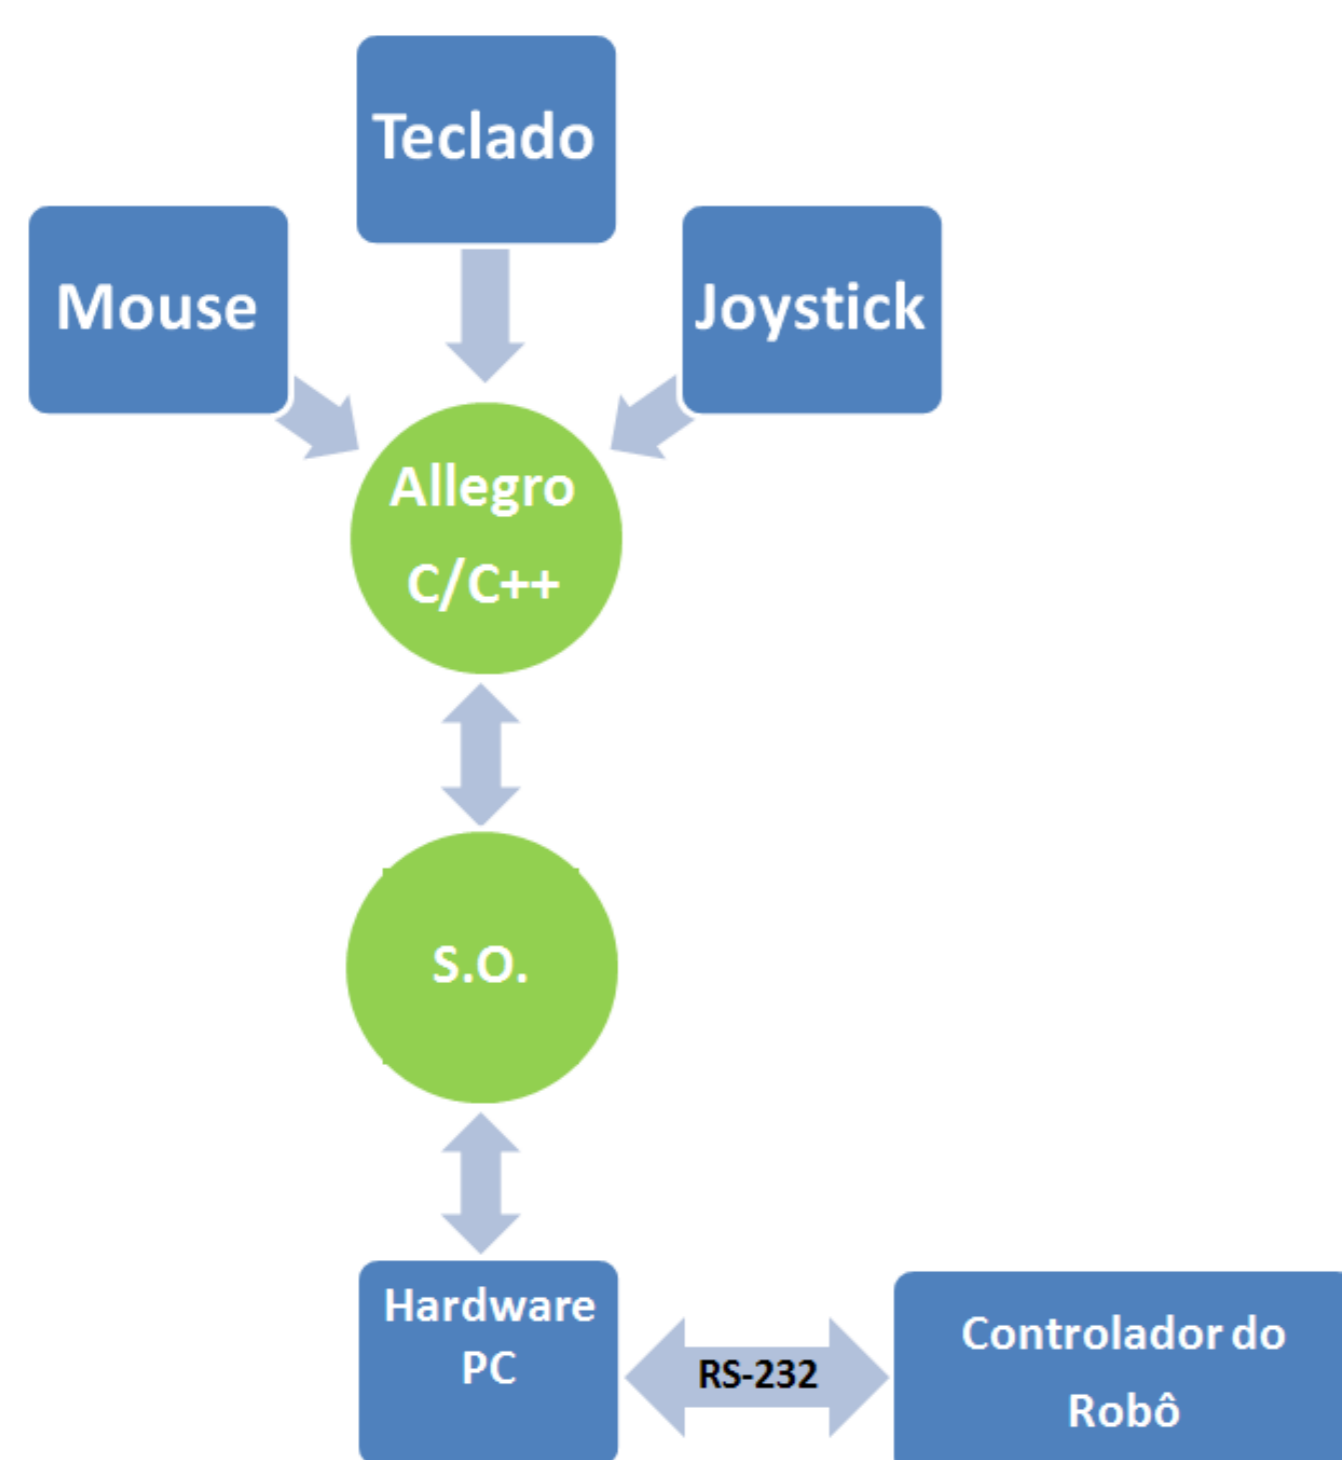 Teclado
Mouse
Joystick
Allegro
C/C++
S.O.
Hardware
PC
RS-232
Controlador do
Robô